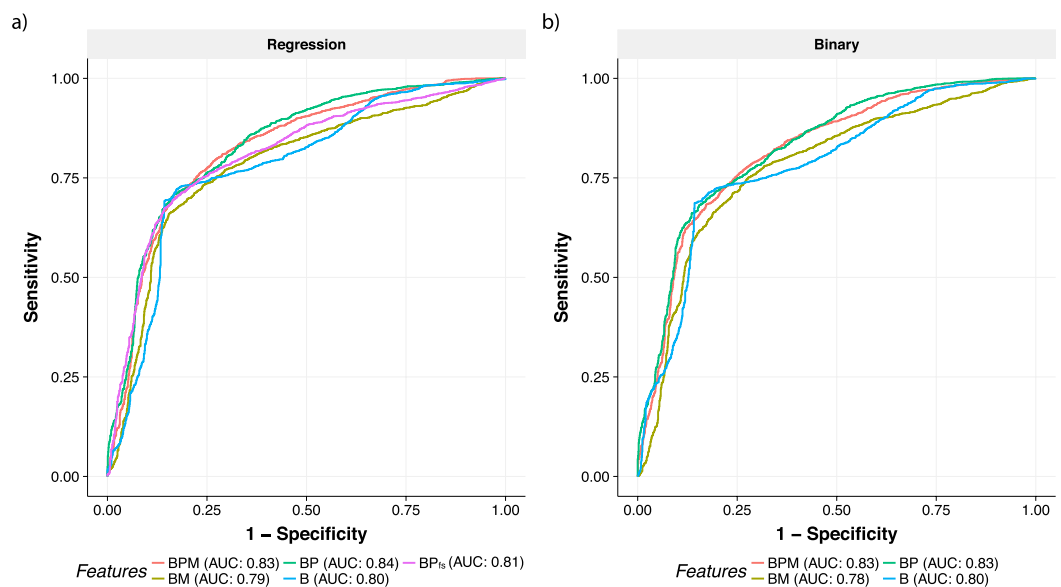 a)
Regression
1.00
0.75
0.50
0.25
0.00
Sensitivity
0.00 0.25 0.50 0.75 1.00
1 − Specificity
Features
BPM (AUC: 0.83) BP (AUC: 0.84) BPfs (AUC: 0.81)
BM (AUC: 0.79) B (AUC: 0.80)
b)
Binary
1.00
0.75
0.50
0.25
0.00
Sensitivity
0.00 0.25 0.50 0.75 1.00
1 − Specificity
Features
BPM (AUC: 0.83) BP (AUC: 0.83)
BM (AUC: 0.78) B (AUC: 0.80)